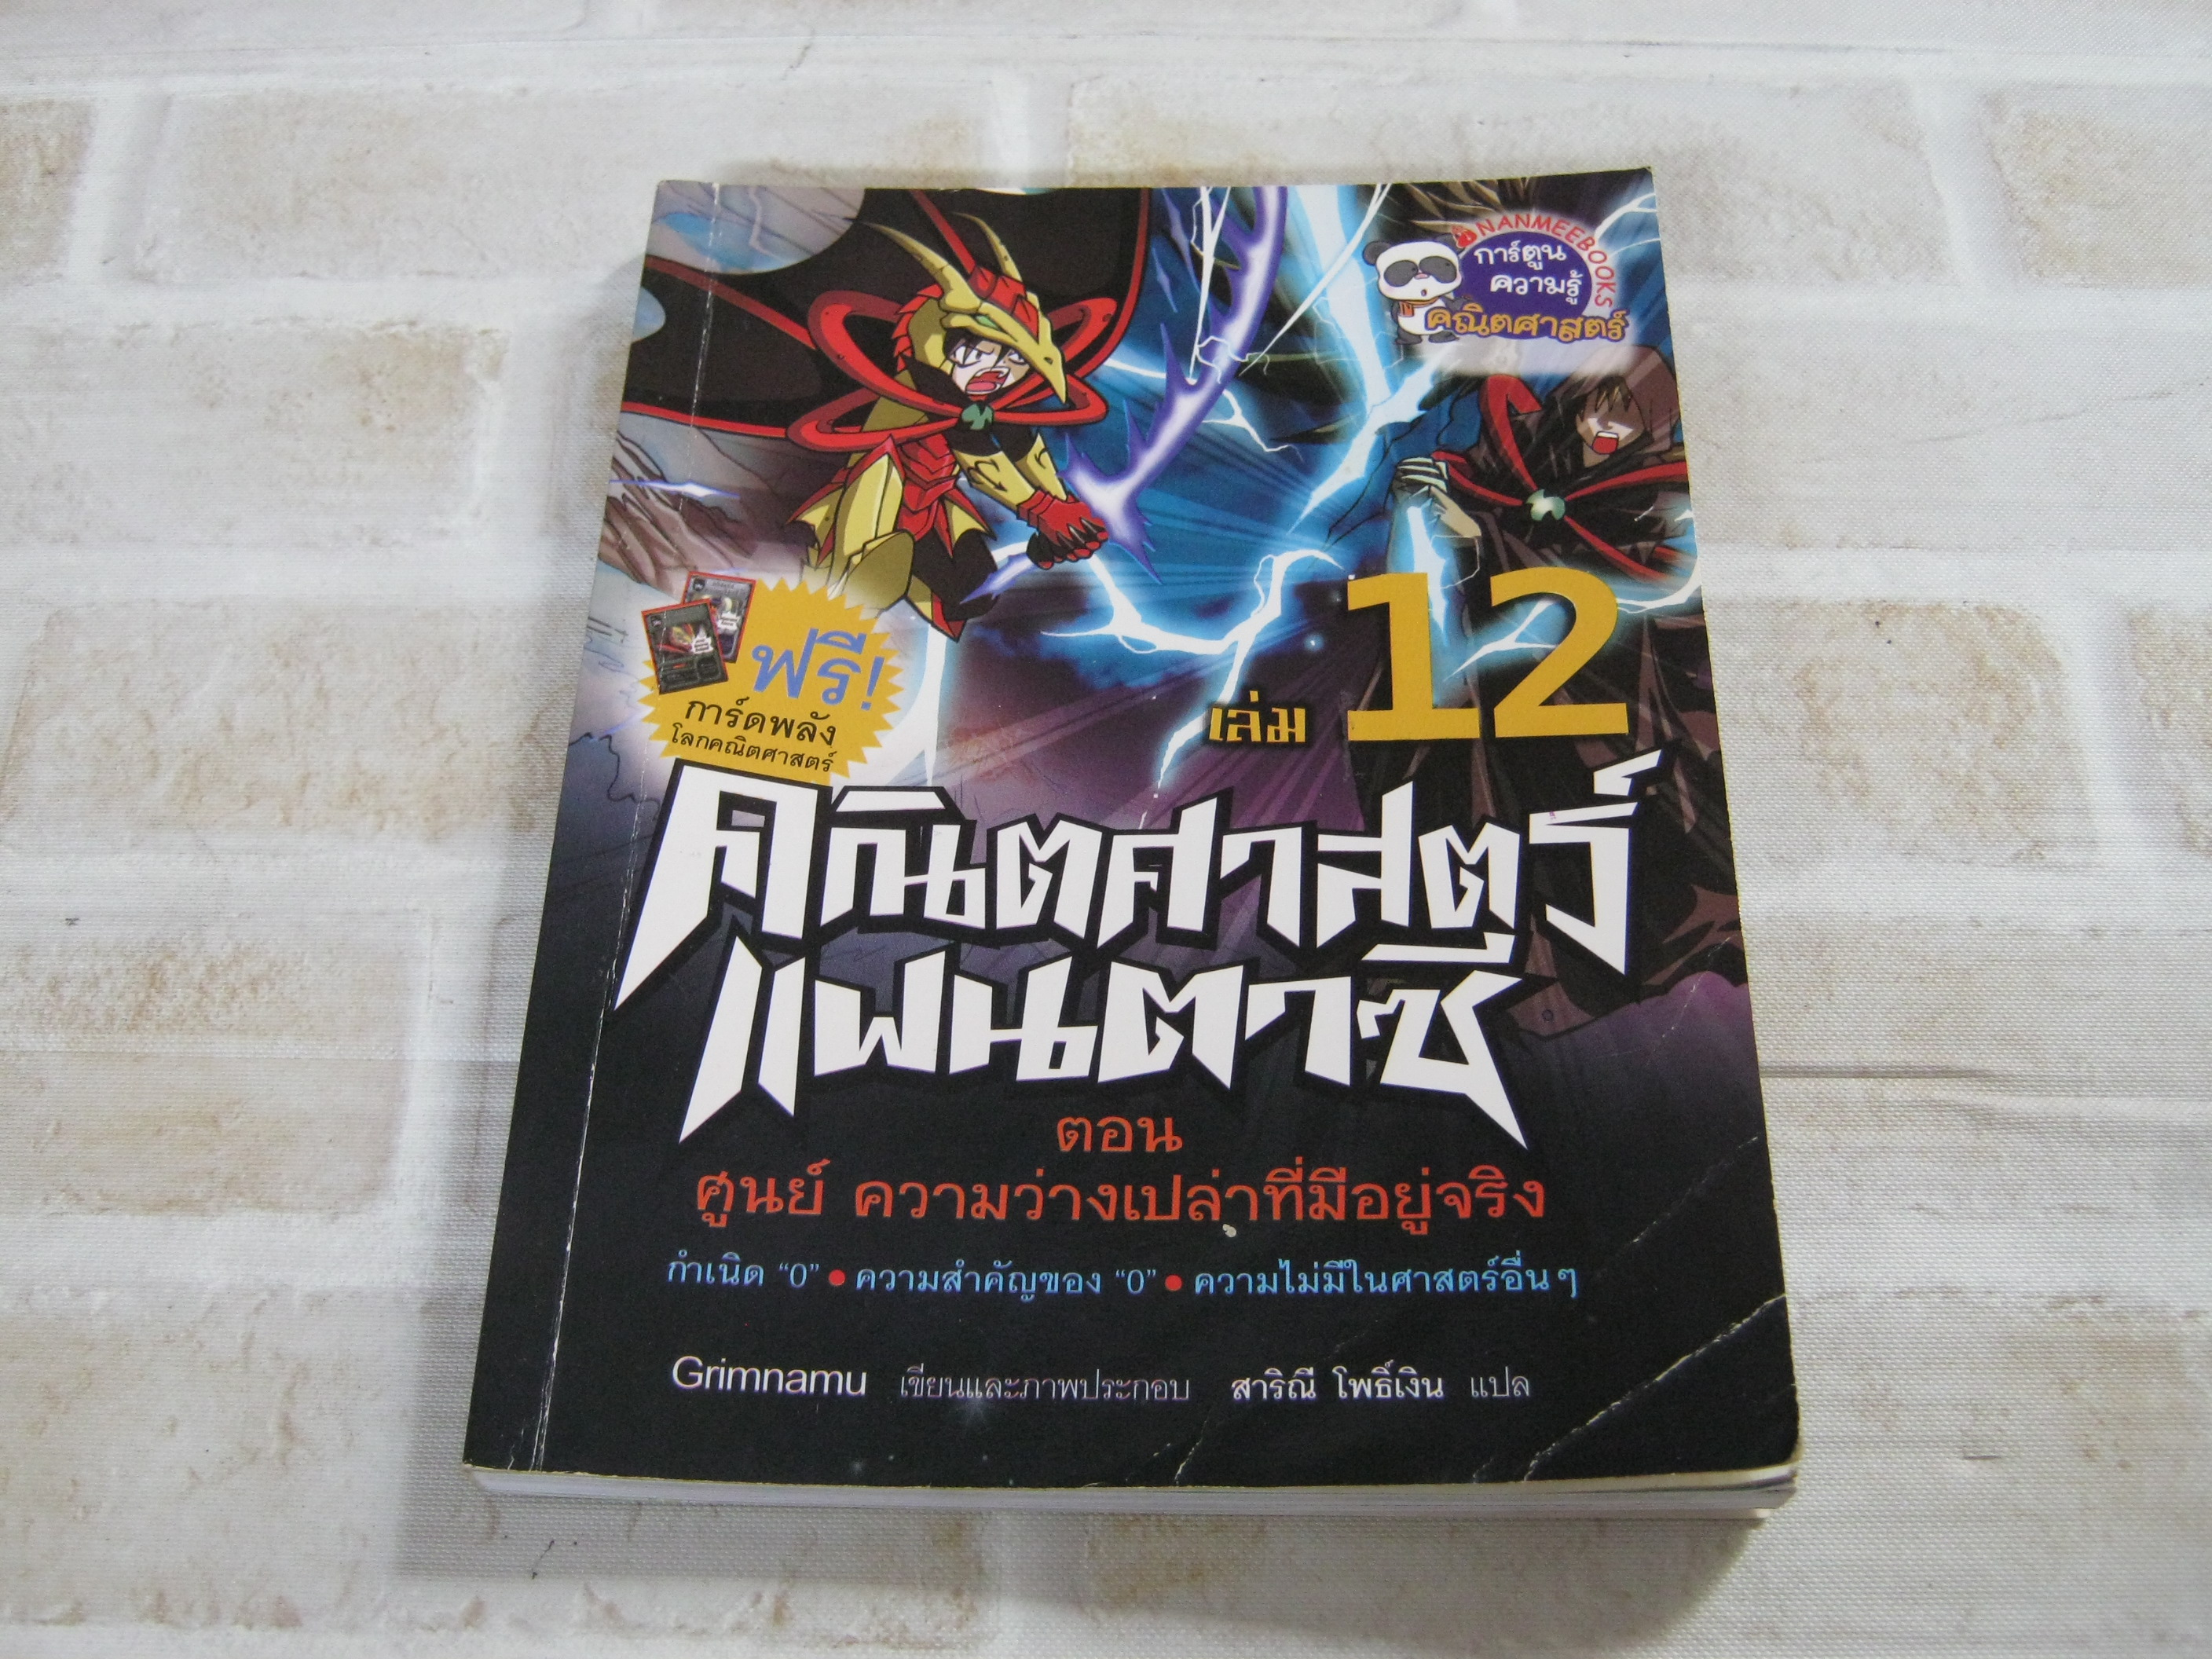 NANMEEBOOKS
การ์ตูน
ความรู้
คณิตศาสตร์
ฟรี!
การ์ดพลัง
โลกคณิตศาสตร์
เล่ม 12
คณิตศาสตร์
แฟนตาซี
ตอน
ศูนย์ ความว่างเปล่าที่มีอยู่จริง
กำเนิด “0” • ความสำคัญของ “0” • ความไม่มีในศาสตร์อื่นๆ
Grimnamu เขียนและภาพประกอบ สาริณี โพธิ์เงิน แปล